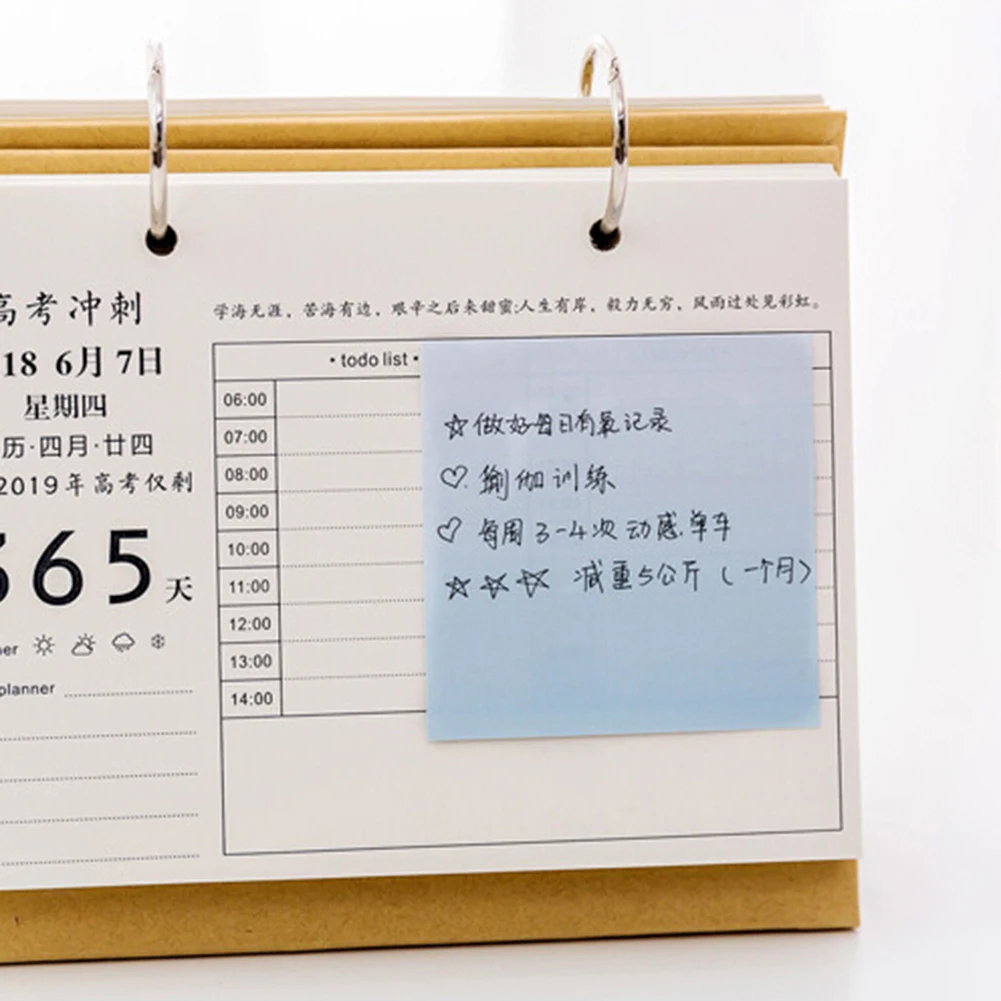 高考冲刺
18 6月7日
星期四
历·四月·廿四
2019年高考仅剩
365天
planner
学海无涯，苦海有边，艰辛之后来甜蜜;人生有岸，毅力无穷，风雨过处见彩虹。
·todo list·
06:00
07:00
08:00
09:00
10:00
11:00
12:00
13:00
14:00
☆做好每日有氧记录
♡.瑜伽训练
♡ 每周3-4次动感单车
☆☆☆ 减重5公斤（一个月）